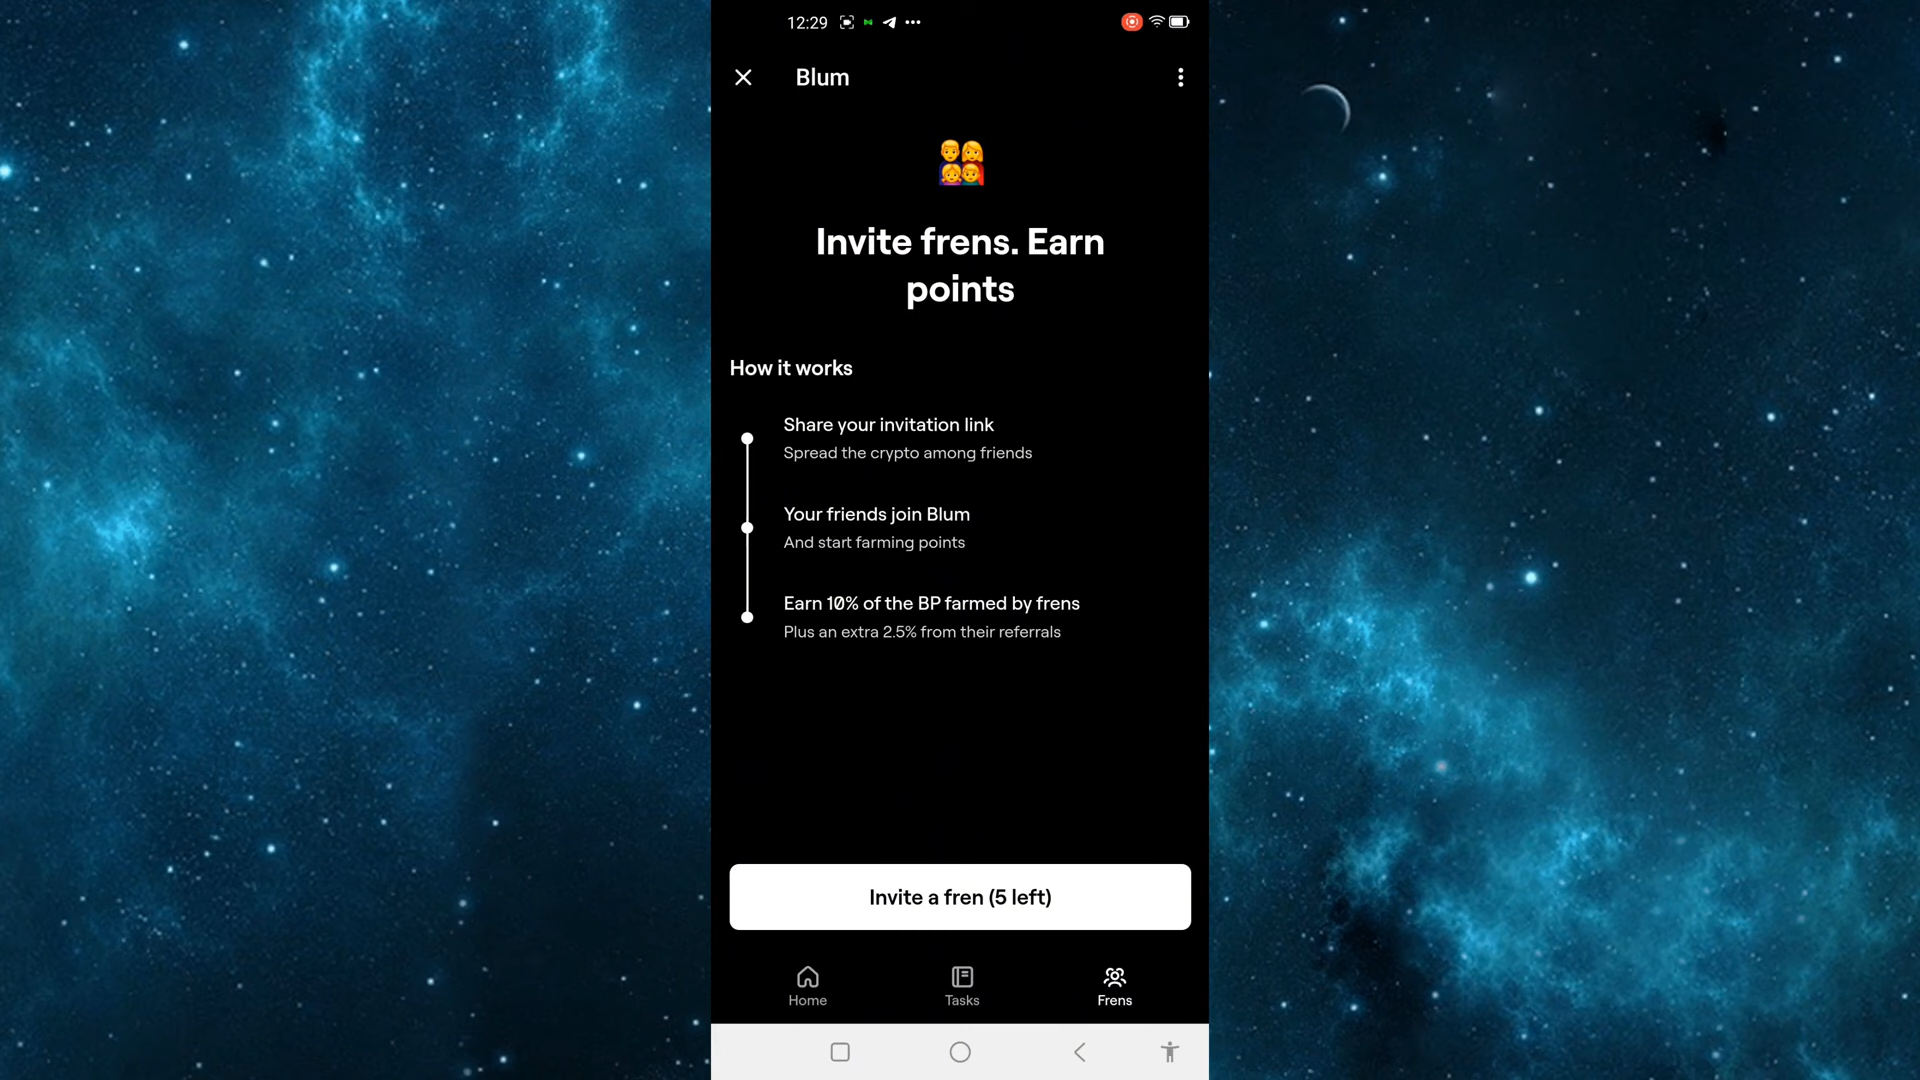 12:29
Blum
Invite frens. Earn
points
How it works
Share your invitation link
Spread the crypto among friends
Your friends join Blum
And start farming points
Earn 10% of the BP farmed by frens
Plus an extra 2.5% from their referrals
Invite a fren (5 left)
Home
Tasks
Frens